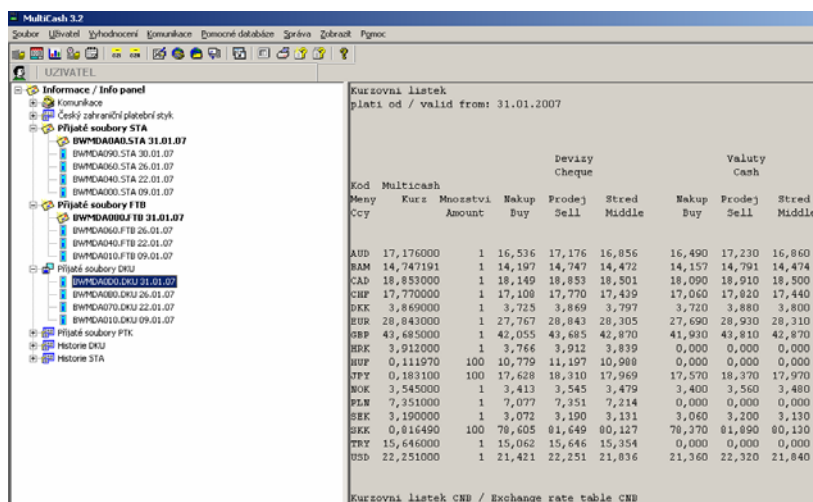 MultiCash 3.2
Soubor Uživatel Vyhodnocení Komunikace Pomocné databáze Správa Zobrazit Pomoc
UZIVATEL
Informace / Info panel
Komunikace
Český zahraniční platební styk
Přijaté soubory STA
BWMDA0A0.STA 31.01.07
BWMDA090.STA 30.01.07
BWMDA060.STA 26.01.07
BWMDA040.STA 22.01.07
BWMDA000.STA 09.01.07
Přijaté soubory FTB
BWMDA000.FTB 31.01.07
BWMDA060.FTB 26.01.07
BWMDA040.FTB 22.01.07
BWMDA010.FTB 09.01.07
Přijaté soubory DKU
BWMDA0D0.DKU 31.01.07
BWMDA080.DKU 26.01.07
BWMDA070.DKU 22.01.07
BWMDA010.DKU 09.01.07
Přijaté soubory PTK
Historie DKU
Historie STA
Kurzovni listek
plati od / valid from: 31.01.2007
Devizy Valuty
Cheque Cash
Kod Multicash
Meny Kurz Mnozstvi Nakup Prodej Stred Nakup Prodej Stred
Ccy Amount Buy Sell Middle Buy Sell Middle
AUD 17,176000 1 16,536 17,176 16,856 16,490 17,230 16,860
BAM 14,747191 1 14,197 14,747 14,472 14,157 14,791 14,474
CAD 18,853000 1 18,149 18,853 18,501 18,090 18,910 18,500
CHF 17,770000 1 17,108 17,770 17,439 17,060 17,820 17,440
DKK 3,869000 1 3,725 3,869 3,797 3,720 3,880 3,800
EUR 28,843000 1 27,767 28,843 28,305 27,690 28,930 28,310
GBP 43,685000 1 42,055 43,685 42,870 41,930 43,810 42,870
HRK 3,912000 1 3,766 3,912 3,839 0,000 0,000 0,000
HUF 0,111970 100 10,779 11,197 10,988 0,000 0,000 0,000
JPY 0,183100 100 17,628 18,310 17,969 17,570 18,370 17,970
NOK 3,545000 1 3,413 3,545 3,479 3,400 3,560 3,480
PLN 7,351000 1 7,077 7,351 7,214 0,000 0,000 0,000
SEK 3,190000 1 3,072 3,190 3,131 3,060 3,200 3,130
SKK 0,816490 100 78,605 81,649 80,127 78,370 81,890 80,130
TRY 15,646000 1 15,062 15,646 15,354 0,000 0,000 0,000
USD 22,251000 1 21,421 22,251 21,836 21,360 22,320 21,840
Kurzovni listek CNB / Exchange rate table CNB